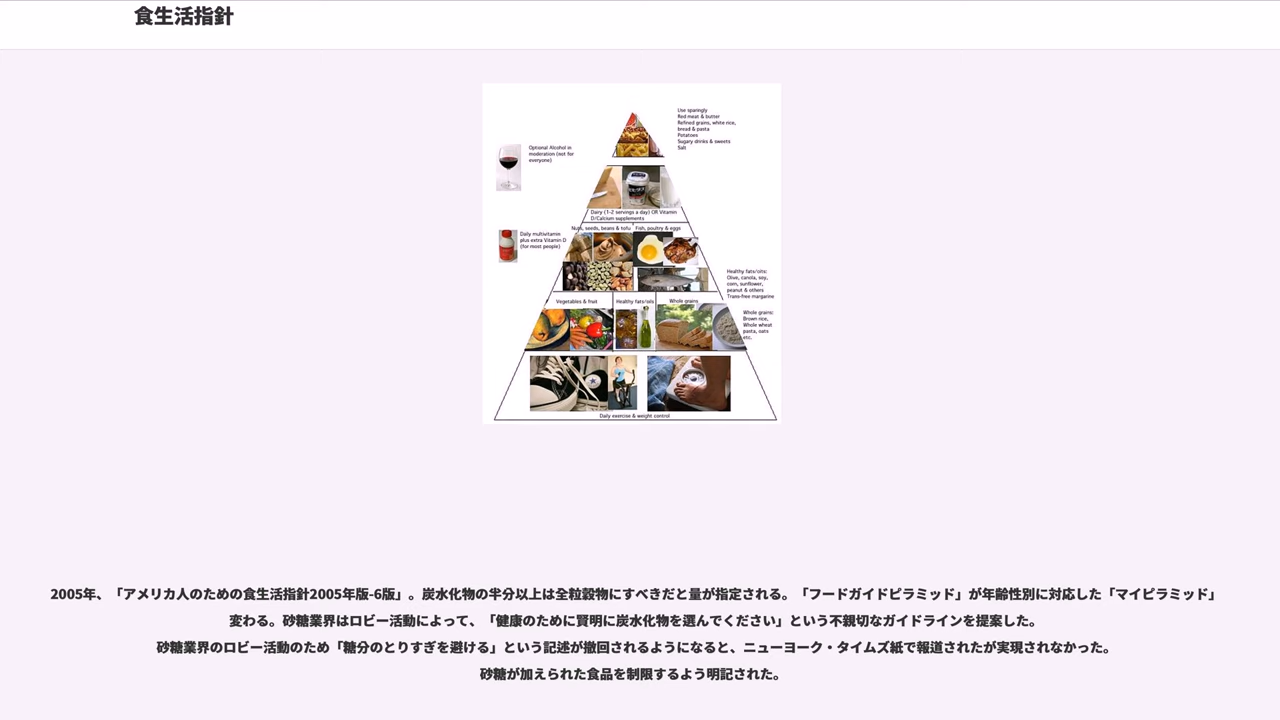 食生活指針
Use sparingly
Red meat & butter
Refined grains, white rice,
bread & pasta
Potatoes
Sugary drinks & sweets
Salt
Optional Alcohol in
moderation (not for
everyone)
Dairy (1-2 servings a day) OR Vitamin
D/Calcium supplements
Nuts, seeds, beans & tofu
Fish, poultry & eggs
Daily multivitamin
plus extra Vitamin D
(for most people)
Healthy fats/oils:
Olive, canola, soy,
corn, sunflower,
peanut & others
Trans-free margarine
Vegetables & fruit
Healthy fats/oils
Whole grains
Whole grains:
Brown rice,
Whole wheat
pasta, oats
etc.
Daily exercise & weight control
2005年、「アメリカ人のための食生活指針2005年版-6版」。炭水化物の半分以上は全粒穀物にすべきだと量が指定される。「フードガイドピラミッド」が年齢性別に対応した「マイピラミッド」
変わる。砂糖業界はロビー活動によって、「健康のために賢明に炭水化物を選んでください」という不親切なガイドラインを提案した。
砂糖業界のロビー活動のため「糖分のとりすぎを避ける」という記述が撤回されるようになると、ニューヨーク・タイムズ紙で報道されたが実現されなかった。
砂糖が加えられた食品を制限するよう明記された。